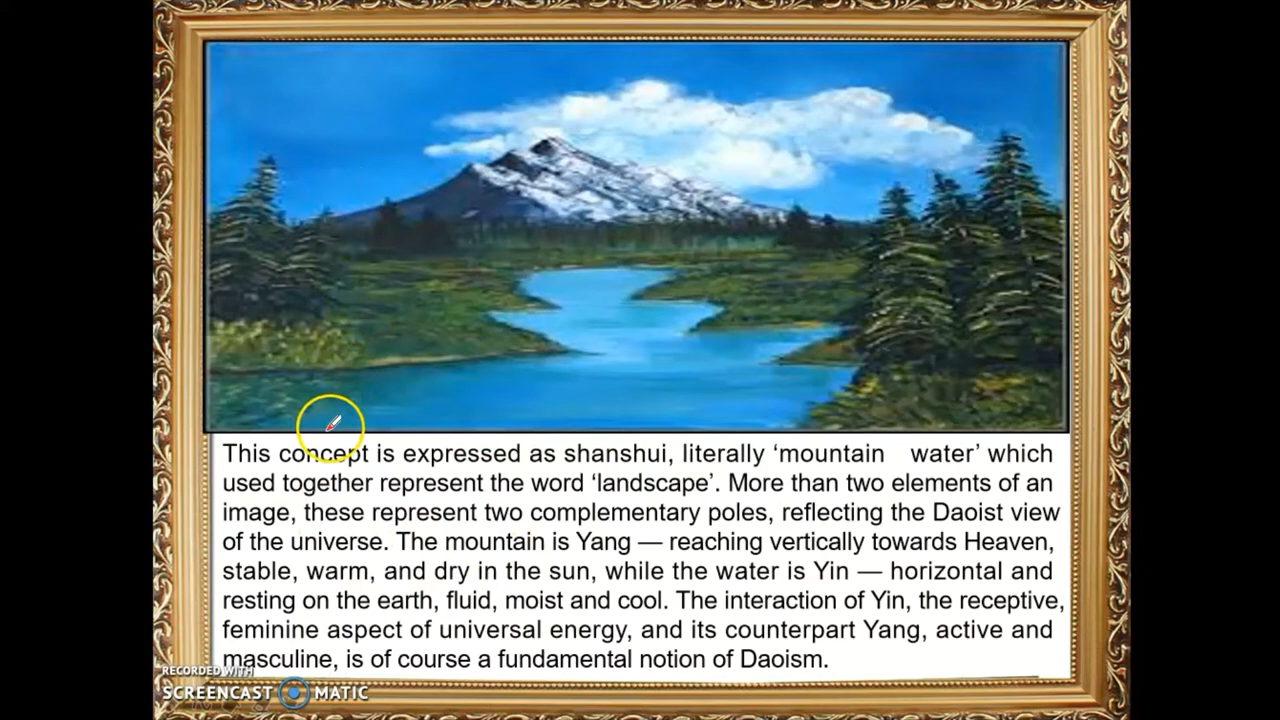 This concept is expressed as shanshui, literally ‘mountain water’ which
used together represent the word ‘landscape’. More than two elements of an
image, these represent two complementary poles, reflecting the Daoist view
of the universe. The mountain is Yang — reaching vertically towards Heaven,
stable, warm, and dry in the sun, while the water is Yin — horizontal and
resting on the earth, fluid, moist and cool. The interaction of Yin, the receptive,
feminine aspect of universal energy, and its counterpart Yang, active and
masculine, is of course a fundamental notion of Daoism.
RECORDED WITH
SCREENCAST MATIC